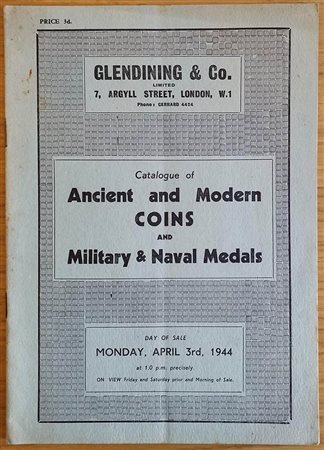 PRICE 3d.
GLENDINING & Co.
LIMITED
7, ARGYLL STREET, LONDON, W.1
Phone: GERRARD 4424
Catalogue of
Ancient and Modern
COINS
AND
Military & Naval Medals
DAY OF SALE
MONDAY, APRIL 3rd, 1944
at 1.0 p.m. precisely.
ON VIEW Friday and Saturday prior and Morning of Sale.